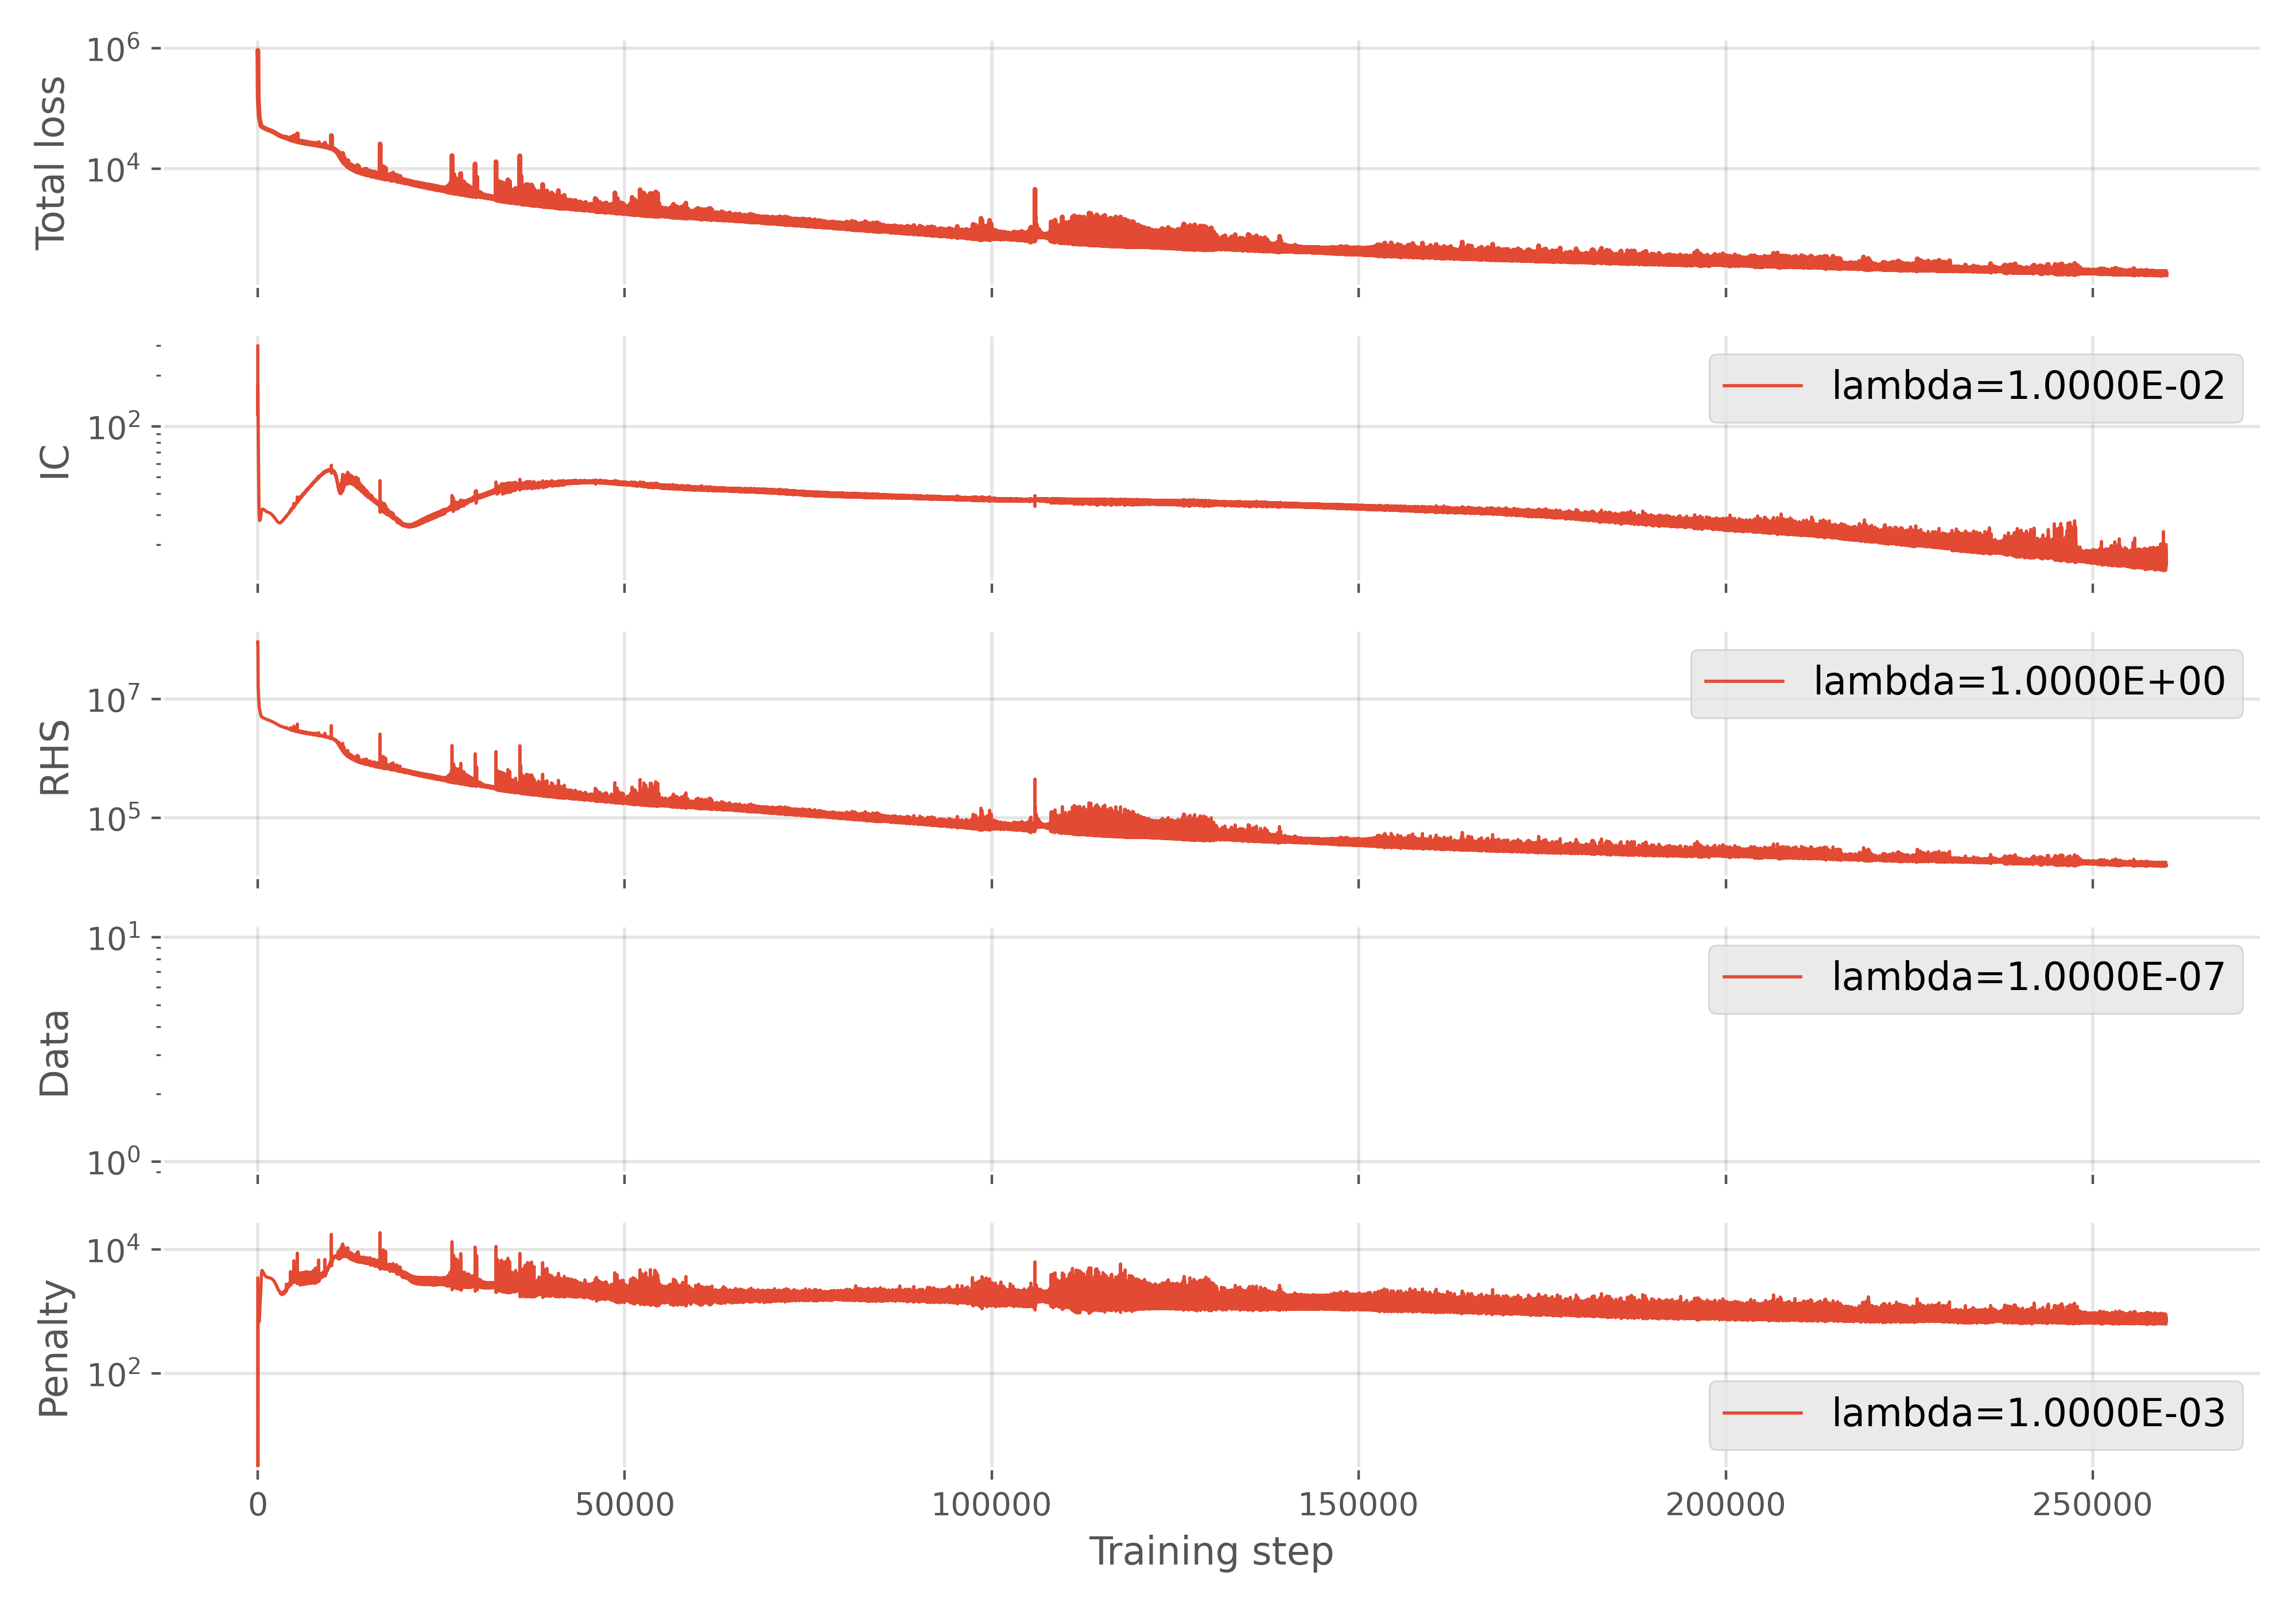 Total loss
10^6
10^4
IC
10^2
lambda=1.0000E-02
RHS
10^7
10^5
lambda=1.0000E+00
Data
10^1
10^0
lambda=1.0000E-07
Penalty
10^4
10^2
lambda=1.0000E-03
0 50000 100000 150000 200000 250000
Training step